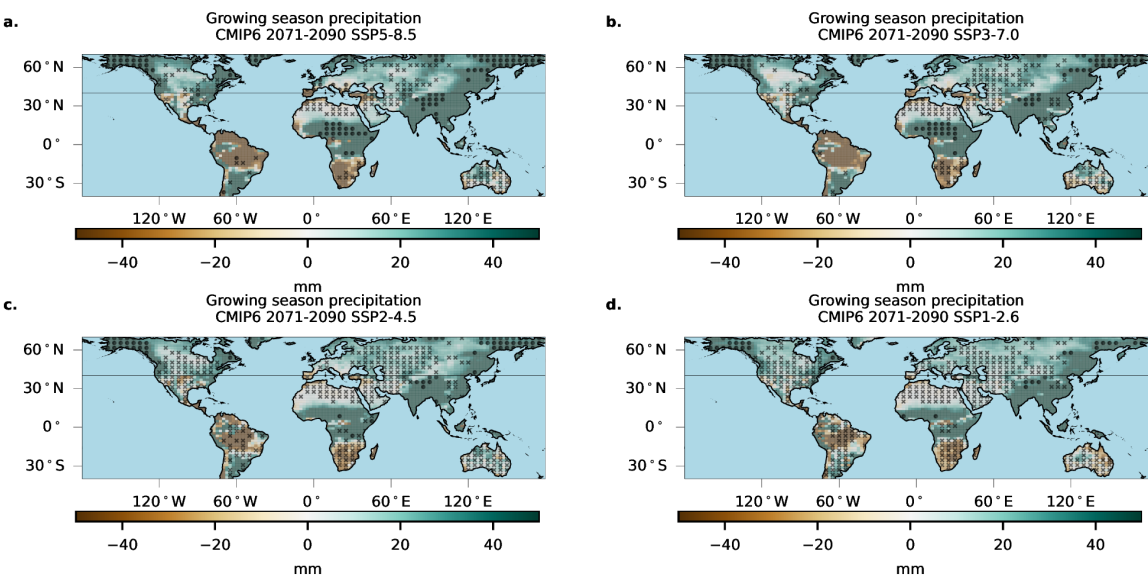 a.
Growing season precipitation
CMIP6 2071-2090 SSP5-8.5
60°N
30°N
0°
30°S
120°W 60°W 0° 60°E 120°E
−40 −20 0 20 40
mm
b.
Growing season precipitation
CMIP6 2071-2090 SSP3-7.0
60°N
30°N
0°
30°S
120°W 60°W 0° 60°E 120°E
−40 −20 0 20 40
mm
c.
Growing season precipitation
CMIP6 2071-2090 SSP2-4.5
60°N
30°N
0°
30°S
120°W 60°W 0° 60°E 120°E
−40 −20 0 20 40
mm
d.
Growing season precipitation
CMIP6 2071-2090 SSP1-2.6
60°N
30°N
0°
30°S
120°W 60°W 0° 60°E 120°E
−40 −20 0 20 40
mm